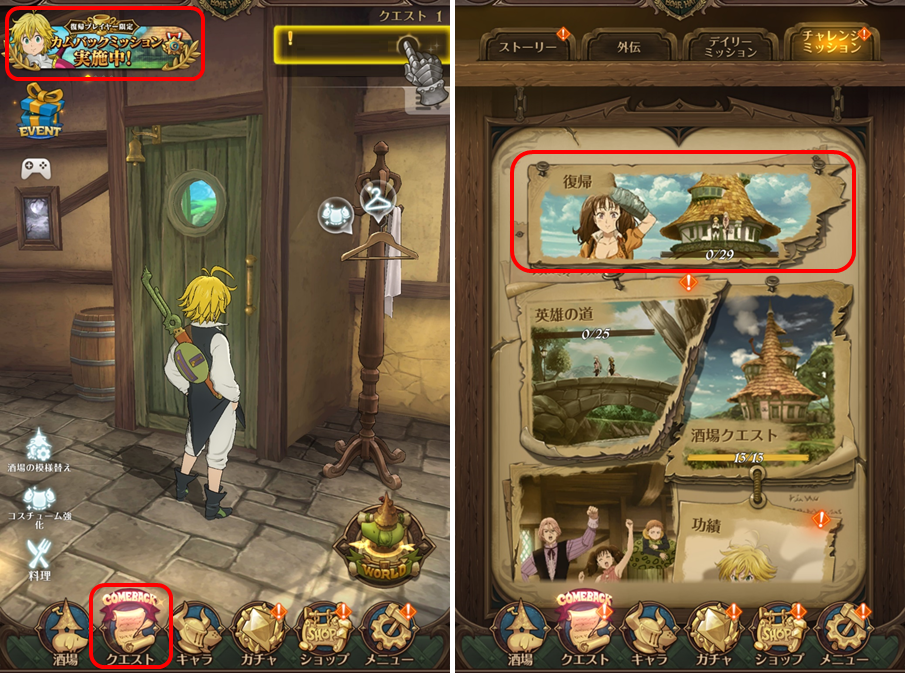 復帰プレイヤー限定
カムバックミッション
実施中!
クエスト 1
!
EVENT
酒場の模様替え
コスチューム強
化
料理
WORLD
COMEBACK
酒場
クエスト
キャラ
ガチャ
SHOP
ショップ
メニュー
ストーリー
外伝
デイリー
ミッション
チャレンジ
ミッション
復帰
0/29
英雄の道
0/25
酒場クエスト
13/13
功績
COMEBACK
酒場
クエスト
キャラ
ガチャ
SHOP
ショップ
メニュー